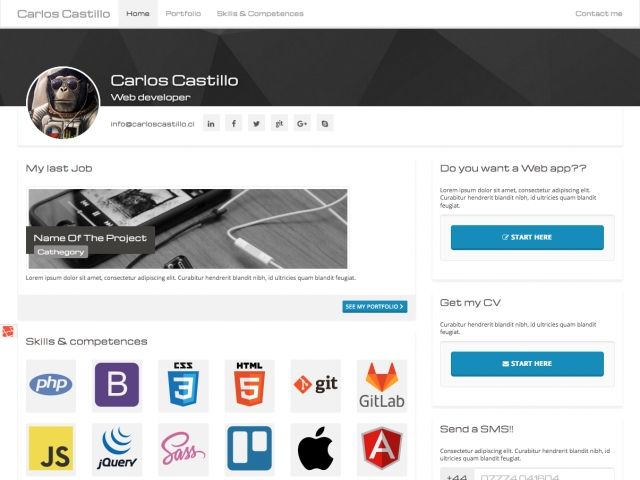 Carlos Castillo Home Portfolio Skills & Competences Contact me
Carlos Castillo
Web developer
info@carloscastillo.cl in f git G+
My last Job
Name Of The Project
Cathegory
Lorem ipsum dolor sit amet, consectetur adipiscing elit. Curabitur hendrerit blandit nibh, id ultricies quam blandit feugiat.
SEE MY PORTFOLIO
Skills & competences
php
B
CSS
3
HTML
5
git
GitLab
JS
jQuery
Sass
A
Do you want a Web app??
Lorem ipsum dolor sit amet, consectetur adipiscing elit.
Curabitur hendrerit blandit nibh, id ultricies quam blandit
feugiat.
START HERE
Get my CV
Curabitur hendrerit blandit nibh, id ultricies quam blandit
feugiat.
START HERE
Send a SMS!!
Lorem ipsum dolor sit amet, consectetur adipiscing elit.
Curabitur hendrerit blandit nibh, id ultricies quam blandit
+44 07774 041604